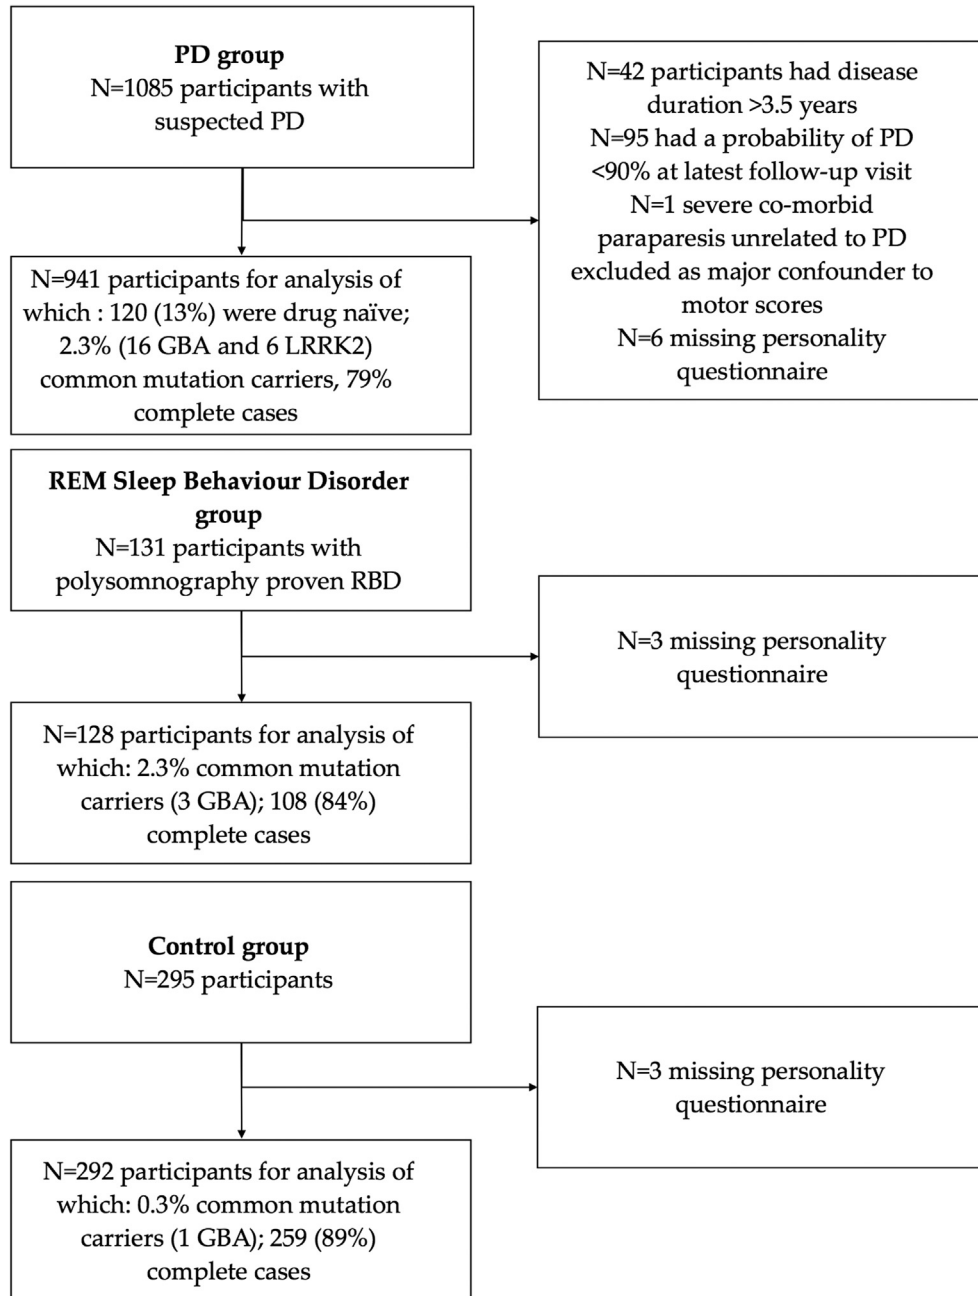 PD group
N=1085 participants with
suspected PD
N=42 participants had disease
duration >3.5 years
N=95 had a probability of PD
<90% at latest follow-up visit
N=1 severe co-morbid
paraparesis unrelated to PD
excluded as major confounder to
motor scores
N=6 missing personality
questionnaire
N=941 participants for analysis of
which : 120 (13%) were drug naïve;
2.3% (16 GBA and 6 LRRK2)
common mutation carriers, 79%
complete cases
REM Sleep Behaviour Disorder
group
N=131 participants with
polysomnography proven RBD
N=3 missing personality
questionnaire
N=128 participants for analysis of
which: 2.3% common mutation
carriers (3 GBA); 108 (84%)
complete cases
Control group
N=295 participants
N=3 missing personality
questionnaire
N=292 participants for analysis of
which: 0.3% common mutation
carriers (1 GBA); 259 (89%)
complete cases